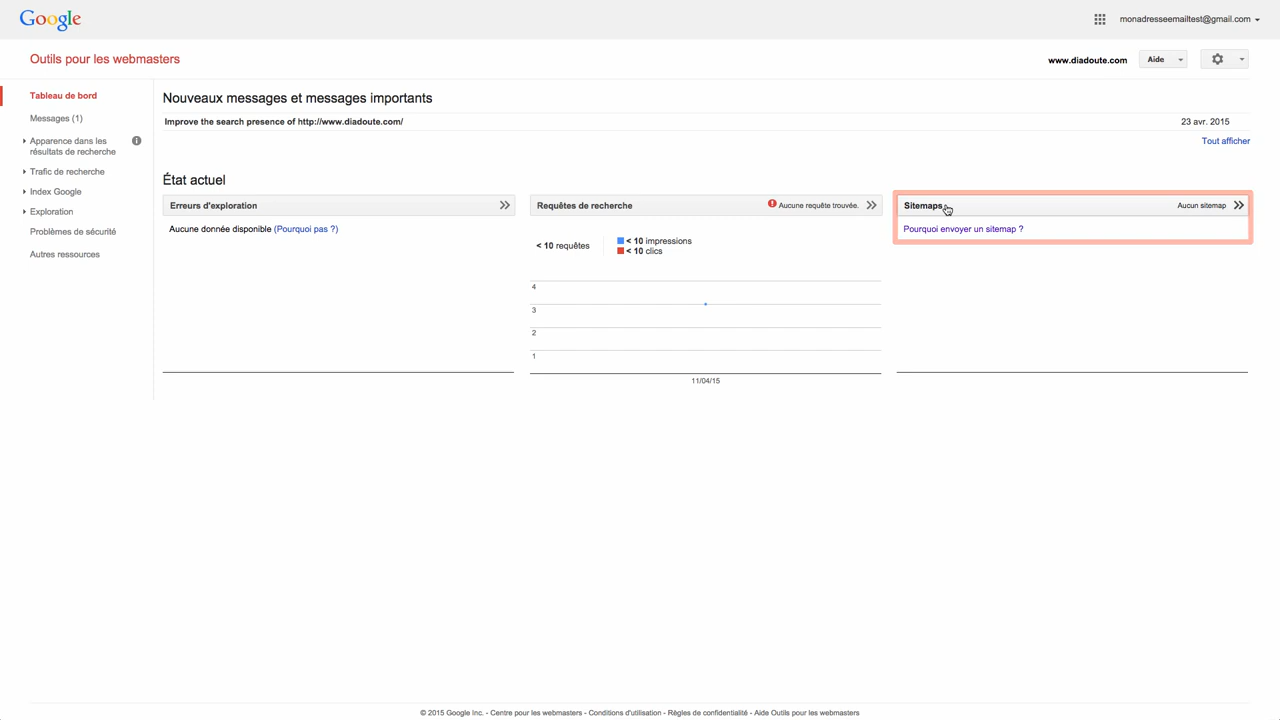 Google
monadresseemailtest@gmail.com
Outils pour les webmasters
www.diadoute.com
Aide
Tableau de bord
Messages (1)
Apparence dans les
résultats de recherche
Trafic de recherche
Index Google
Exploration
Problèmes de sécurité
Autres ressources
Nouveaux messages et messages importants
Improve the search presence of http://www.diadoute.com/
23 avr. 2015
Tout afficher
État actuel
Erreurs d'exploration
Aucune donnée disponible (Pourquoi pas ?)
Requêtes de recherche
Aucune requête trouvée.
< 10 requêtes
< 10 impressions
< 10 clics
4
3
2
1
11/04/15
Sitemaps
Aucun sitemap
Pourquoi envoyer un sitemap ?
© 2015 Google Inc. - Centre pour les webmasters - Conditions d'utilisation - Règles de confidentialité - Aide Outils pour les webmasters